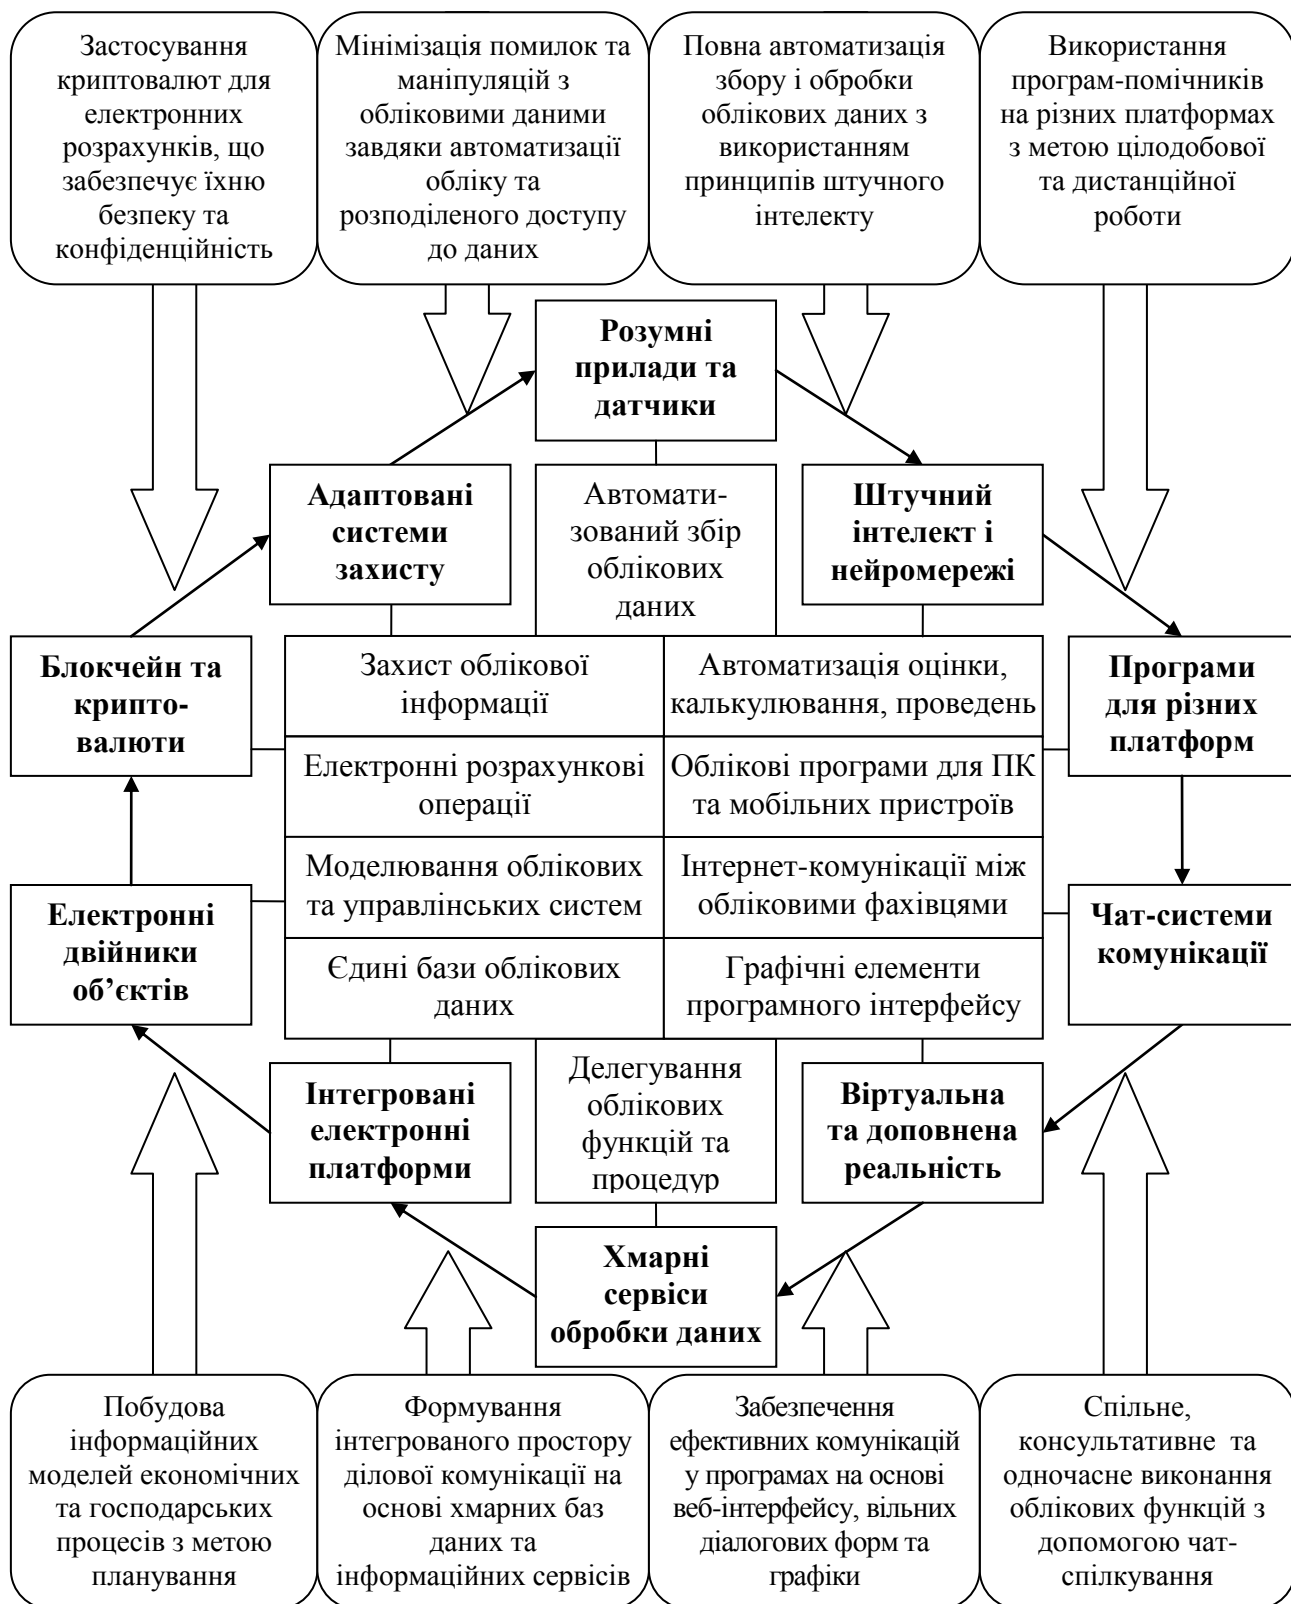 Застосування
криптовалют для
електронних
розрахунків, що
забезпечує їхню
безпеку та
конфіденційність
Мінімізація помилок та
маніпуляцій з
обліковими даними
завдяки автоматизації
обліку та
розподіленого доступу
до даних
Повна автоматизація
збору і обробки
облікових даних з
використанням
принципів штучного
інтелекту
Використання
програм-помічників
на різних платформах
з метою цілодобової
та дистанційної
роботи
Розумні
прилади та
датчики
Адаптовані
системи
захисту
Автомати-
зований збір
облікових
даних
Штучний
інтелект і
нейромережі
Блокчейн та
крипто-
валюти
Захист облікової
інформації
Автоматизація оцінки,
калькулювання, проведень
Програми
для різних
платформ
Електронні розрахункові
операції
Облікові програми для ПК
та мобільних пристроїв
Моделювання облікових
та управлінських систем
Інтернет-комунікації між
обліковими фахівцями
Електронні
двійники
об’єктів
Чат-системи
комунікації
Єдині бази облікових
даних
Графічні елементи
програмного інтерфейсу
Інтегровані
електронні
платформи
Делегування
облікових
функцій та
процедур
Віртуальна
та доповнена
реальність
Хмарні
сервіси
обробки даних
Побудова
інформаційних
моделей економічних
та господарських
процесів з метою
планування
Формування
інтегрованого простору
ділової комунікації на
основі хмарних баз
даних та
інформаційних сервісів
Забезпечення
ефективних комунікацій
у програмах на основі
веб-інтерфейсу, вільних
діалогових форм та
графіки
Спільне,
консультативне та
одночасне виконання
облікових функцій з
допомогою чат-
спілкування